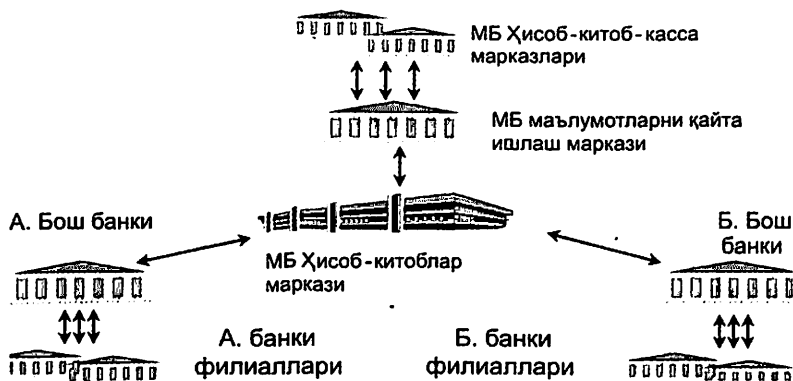 МБ Ҳисоб-китоб-касса
марказлари
МБ маълумотларни қайта
ишлаш маркази
А. Бош банки
Б. Бош
банки
МБ Ҳисоб-китоблар
маркази
А. банки
филиаллари
Б. банки
филиаллари